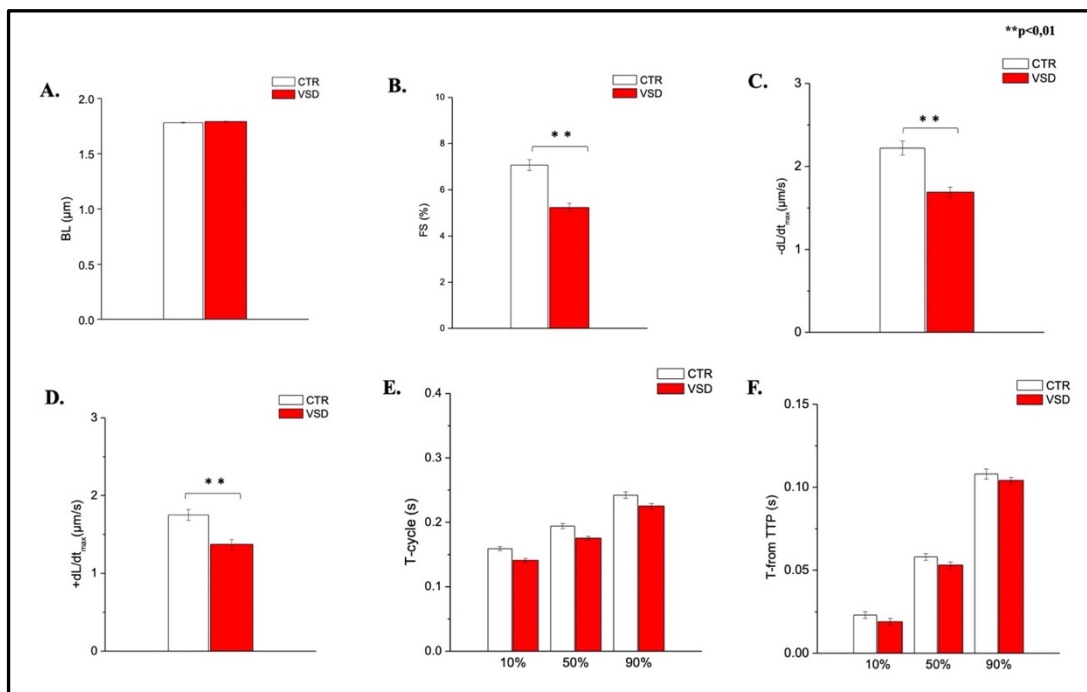 **p<0,01
A.
CTR
VSD
2.0
1.5
1.0
0.5
0.0
BL (µm)
B.
CTR
VSD
10
8
6
4
2
0
FS (%)
**
C.
CTR
VSD
3
2
1
0
-dL/dtmax(µm/s)
**
D.
CTR
VSD
3
2
1
0
+dL/dtmax(µm/s)
**
E.
CTR
VSD
0.4
0.3
0.2
0.1
0.0
T-cycle (s)
10% 50% 90%
F.
CTR
VSD
0.15
0.10
0.05
0.00
T-from TTP (s)
10% 50% 90%